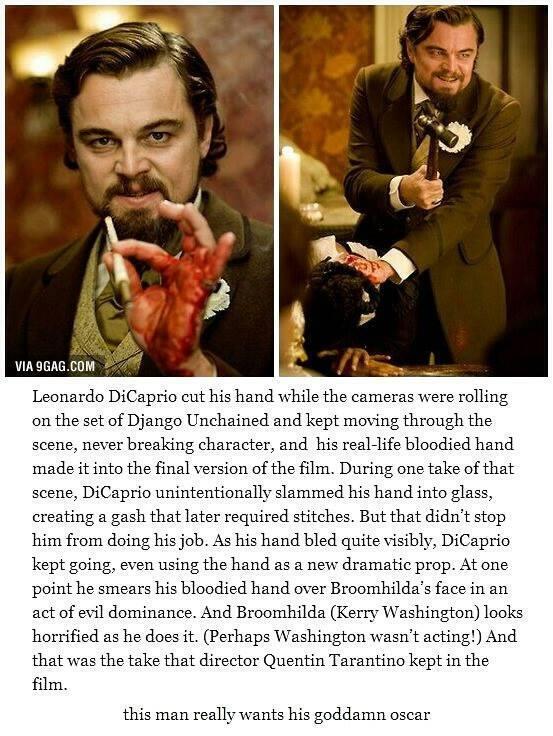 VIA 9GAG.COM
Leonardo DiCaprio cut his hand while the cameras were rolling
on the set of Django Unchained and kept moving through the
scene, never breaking character, and  his real-life bloodied hand
made it into the final version of the film. During one take of that
scene, DiCaprio unintentionally slammed his hand into glass,
creating a gash that later required stitches. But that didn’t stop
him from doing his job. As his hand bled quite visibly, DiCaprio
kept going, even using the hand as a new dramatic prop. At one
point he smears his bloodied hand over Broomhilda’s face in an
act of evil dominance. And Broomhilda (Kerry Washington) looks
horrified as he does it. (Perhaps Washington wasn’t acting!) And
that was the take that director Quentin Tarantino kept in the
film.
this man really wants his goddamn oscar